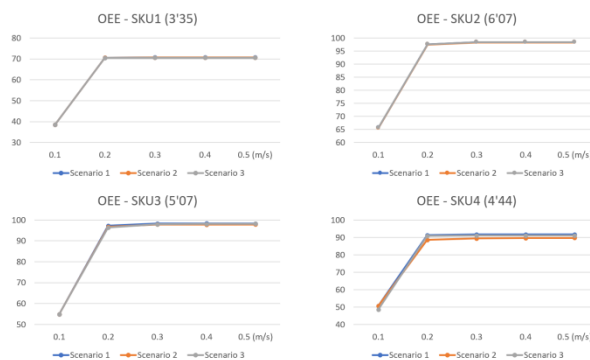 OEE - SKU1 (3'35)
80
70
60
50
40
30
0.1 0.2 0.3 0.4 0.5 (m/s)
Scenario 1 Scenario 2 Scenario 3
OEE - SKU2 (6'07)
100
95
90
85
80
75
70
65
60
0.1 0.2 0.3 0.4 0.5 (m/s)
Scenario 1 Scenario 2 Scenario 3
OEE - SKU3 (5'07)
100
90
80
70
60
50
0.1 0.2 0.3 0.4 0.5 (m/s)
Scenario 1 Scenario 2 Scenario 3
OEE - SKU4 (4'44)
100
90
80
70
60
50
40
0.1 0.2 0.3 0.4 0.5 (m/s)
Scenario 1 Scenario 2 Scenario 3